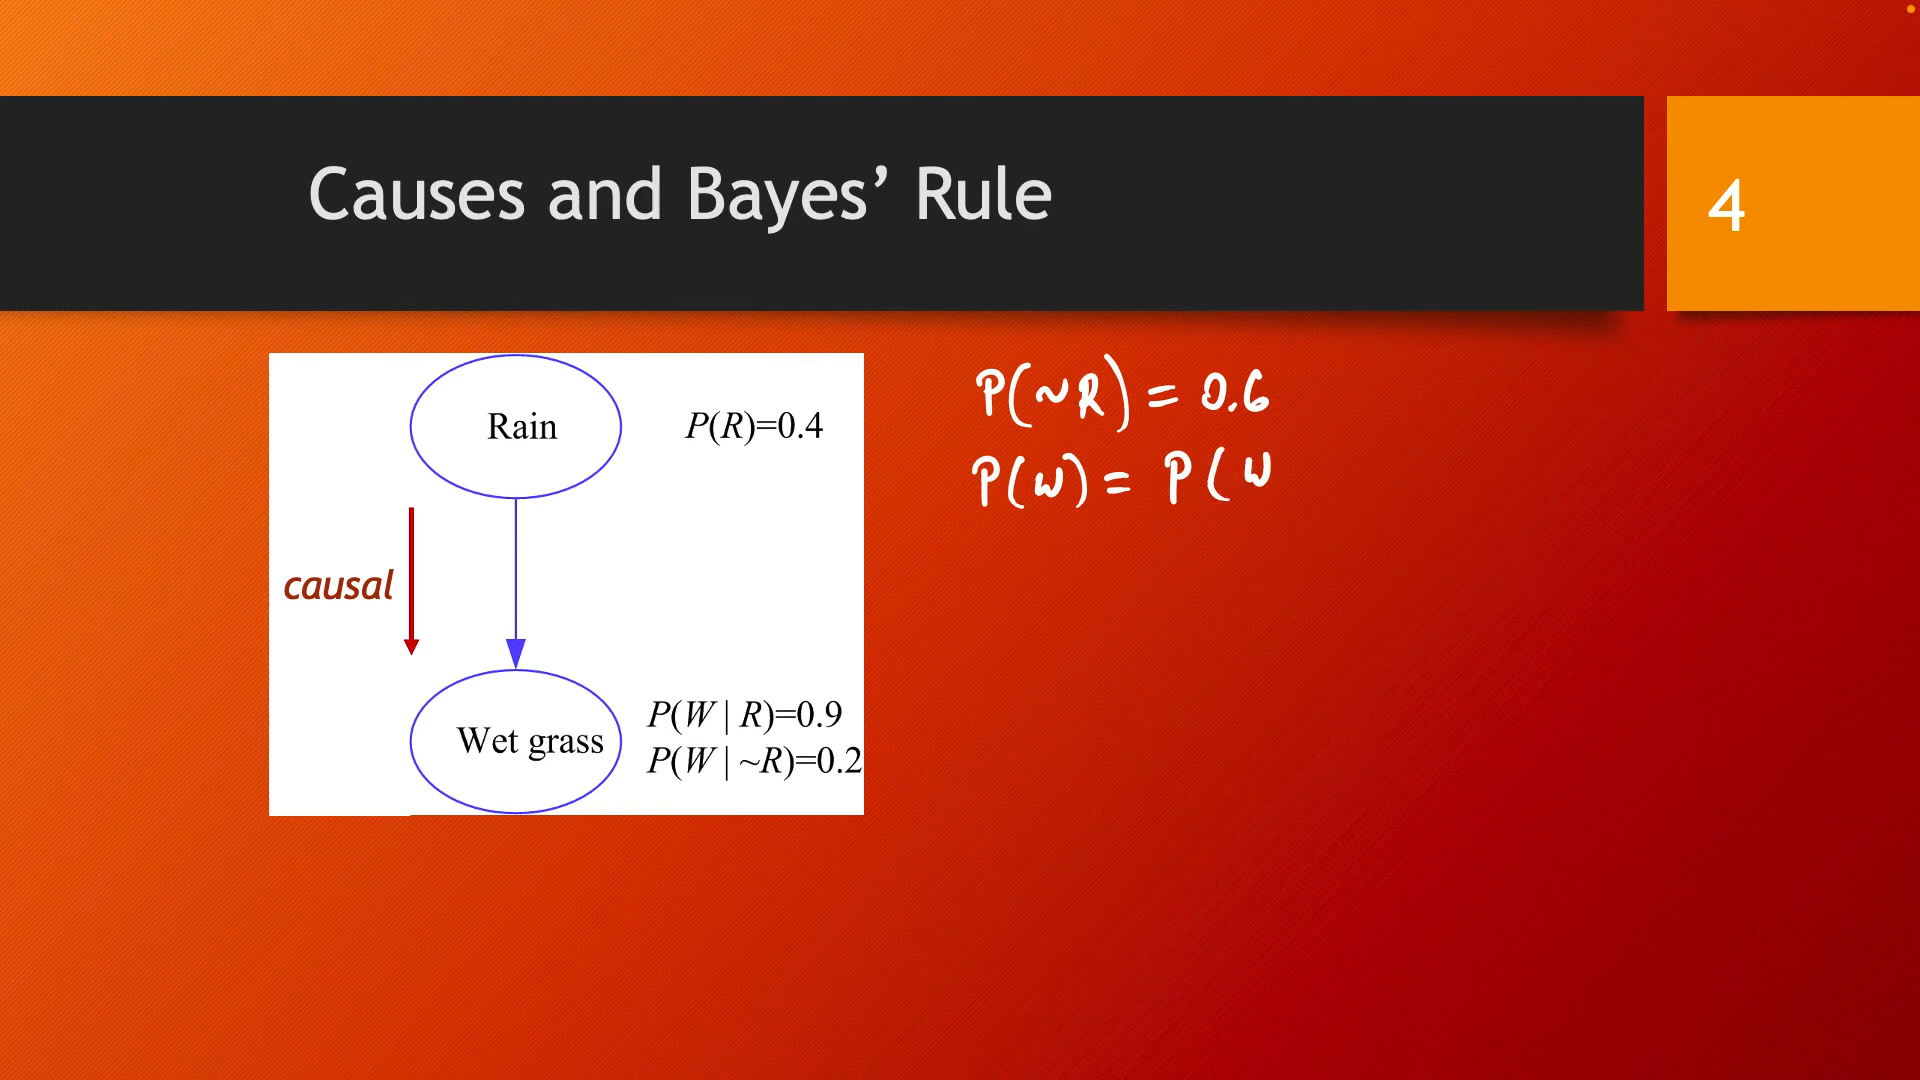 Causes and Bayes’ Rule
4
Rain
P(R)=0.4
causal
Wet grass
P(W | R)=0.9
P(W | ~R)=0.2
P(~R) = 0.6
P(W) = P(W